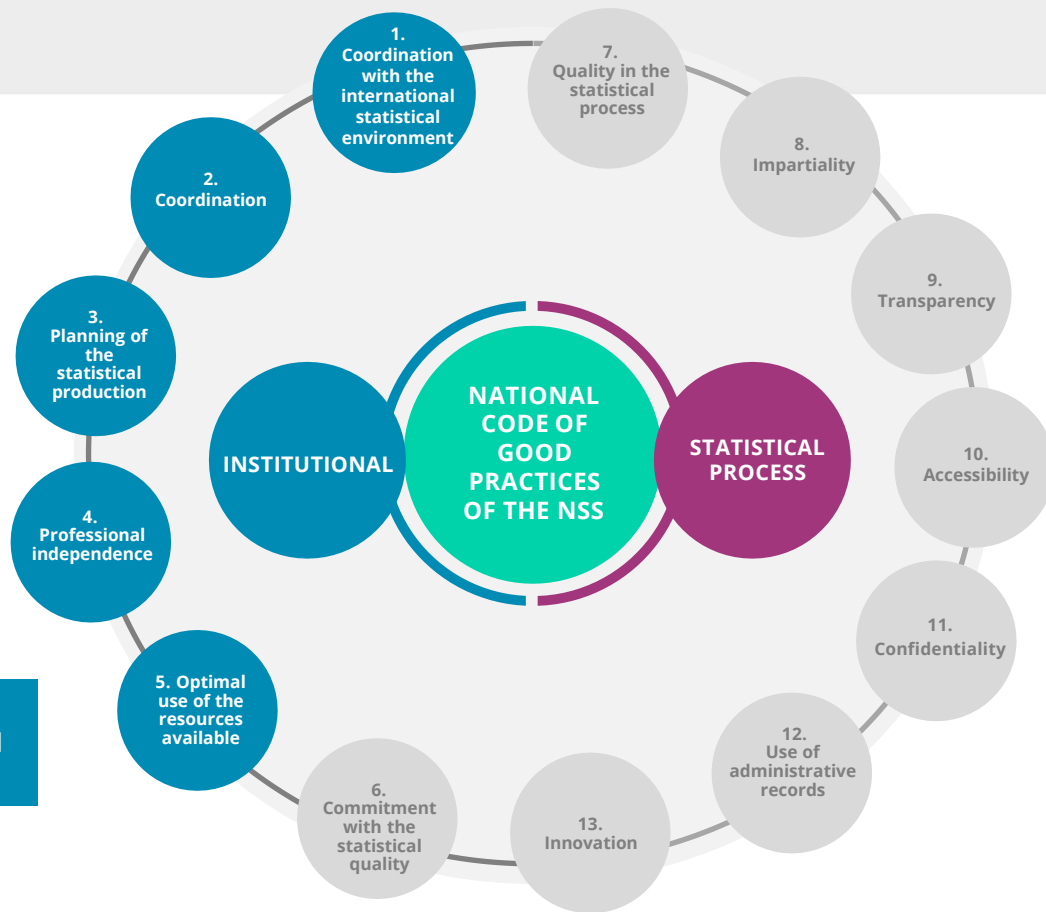 1.
Coordination
with the
international
statistical
environment
7.
Quality in the
statistical
process
8.
Impartiality
2.
Coordination
9.
Transparency
3.
Planning of
the
statistical
production
NATIONAL
CODE OF
GOOD
PRACTICES
OF THE NSS
INSTITUTIONAL
STATISTICAL
PROCESS
10.
Accessibility
4.
Professional
independence
11.
Confidentiality
5. Optimal
use of the
resources
available
12.
Use of
administrative
records
6.
Commitment
with the
statistical
quality
13.
Innovation